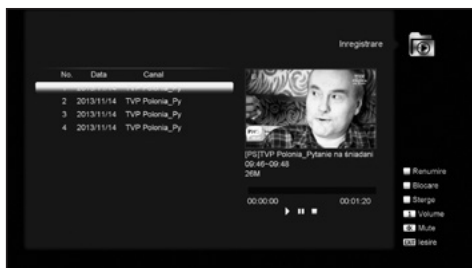 Inregistrare
No. Data Canal
2 2013/11/14 TVP Polonia_Py
3 2013/11/14 TVP Polonia_Py
4 2013/11/14 TVP Polonia_Py
[PS]TVP Polonia_Pytanie na śniadani
09:46~09:48
26M
00:00:00 00:01:20
Renumire
Blocare
Sterge
1 Volume
Mute
EXIT Iesire